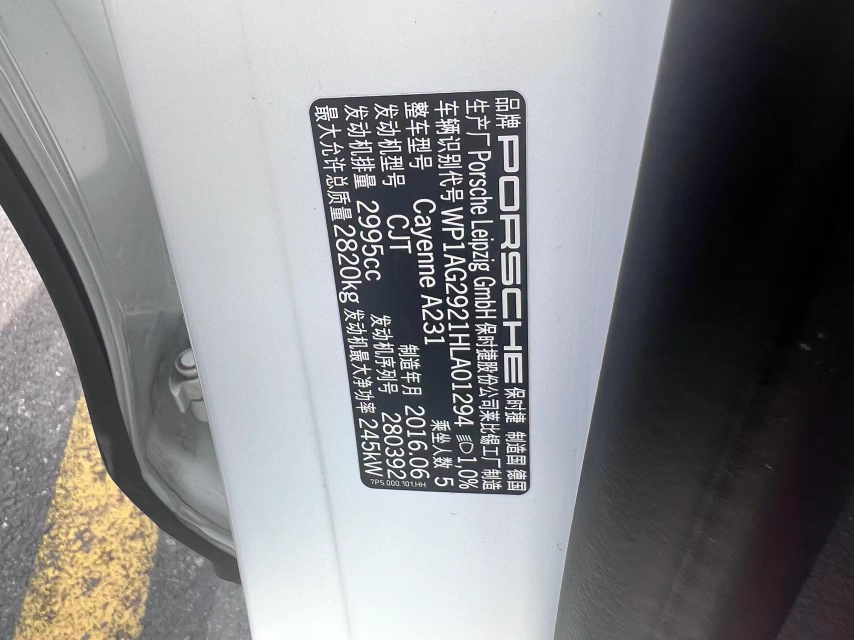 品牌 PORSCHE 保时捷 制造国 德国
生产厂 Porsche Leipzig GmbH 保时捷股份公司莱比锡工厂制造
车辆识别代号 WP1AG2921HLA01294 1,0%
整车型号 Cayenne A231 乘坐人数 5
发动机型号 CJT 制造年月 2016.06
发动机排量 2995cc 发动机序列号 280392
最大允许总质量 2820kg 发动机最大净功率 245kW
7P5.000.101.HH